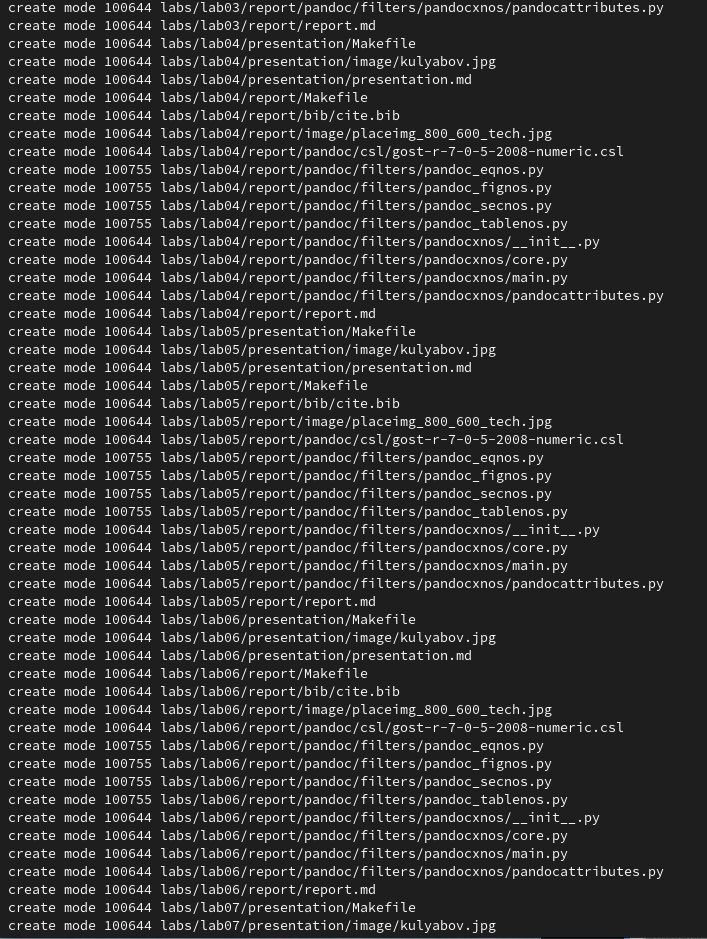 create mode 100644 labs/lab03/report/pandoc/filters/pandocxnos/pandocattributes.py
create mode 100644 labs/lab03/report/report.md
create mode 100644 labs/lab04/presentation/Makefile
create mode 100644 labs/lab04/presentation/image/kulyabov.jpg
create mode 100644 labs/lab04/presentation/presentation.md
create mode 100644 labs/lab04/report/Makefile
create mode 100644 labs/lab04/report/bib/cite.bib
create mode 100644 labs/lab04/report/image/placeimg_800_600_tech.jpg
create mode 100644 labs/lab04/report/pandoc/csl/gost-r-7-0-5-2008-numeric.csl
create mode 100755 labs/lab04/report/pandoc/filters/pandoc_eqnos.py
create mode 100755 labs/lab04/report/pandoc/filters/pandoc_fignos.py
create mode 100755 labs/lab04/report/pandoc/filters/pandoc_secnos.py
create mode 100755 labs/lab04/report/pandoc/filters/pandoc_tablenos.py
create mode 100644 labs/lab04/report/pandoc/filters/pandocxnos/__init__.py
create mode 100644 labs/lab04/report/pandoc/filters/pandocxnos/core.py
create mode 100644 labs/lab04/report/pandoc/filters/pandocxnos/main.py
create mode 100644 labs/lab04/report/pandoc/filters/pandocxnos/pandocattributes.py
create mode 100644 labs/lab04/report/report.md
create mode 100644 labs/lab05/presentation/Makefile
create mode 100644 labs/lab05/presentation/image/kulyabov.jpg
create mode 100644 labs/lab05/presentation/presentation.md
create mode 100644 labs/lab05/report/Makefile
create mode 100644 labs/lab05/report/bib/cite.bib
create mode 100644 labs/lab05/report/image/placeimg_800_600_tech.jpg
create mode 100644 labs/lab05/report/pandoc/csl/gost-r-7-0-5-2008-numeric.csl
create mode 100755 labs/lab05/report/pandoc/filters/pandoc_eqnos.py
create mode 100755 labs/lab05/report/pandoc/filters/pandoc_fignos.py
create mode 100755 labs/lab05/report/pandoc/filters/pandoc_secnos.py
create mode 100755 labs/lab05/report/pandoc/filters/pandoc_tablenos.py
create mode 100644 labs/lab05/report/pandoc/filters/pandocxnos/__init__.py
create mode 100644 labs/lab05/report/pandoc/filters/pandocxnos/core.py
create mode 100644 labs/lab05/report/pandoc/filters/pandocxnos/main.py
create mode 100644 labs/lab05/report/pandoc/filters/pandocxnos/pandocattributes.py
create mode 100644 labs/lab05/report/report.md
create mode 100644 labs/lab06/presentation/Makefile
create mode 100644 labs/lab06/presentation/image/kulyabov.jpg
create mode 100644 labs/lab06/presentation/presentation.md
create mode 100644 labs/lab06/report/Makefile
create mode 100644 labs/lab06/report/bib/cite.bib
create mode 100644 labs/lab06/report/image/placeimg_800_600_tech.jpg
create mode 100644 labs/lab06/report/pandoc/csl/gost-r-7-0-5-2008-numeric.csl
create mode 100755 labs/lab06/report/pandoc/filters/pandoc_eqnos.py
create mode 100755 labs/lab06/report/pandoc/filters/pandoc_fignos.py
create mode 100755 labs/lab06/report/pandoc/filters/pandoc_secnos.py
create mode 100755 labs/lab06/report/pandoc/filters/pandoc_tablenos.py
create mode 100644 labs/lab06/report/pandoc/filters/pandocxnos/__init__.py
create mode 100644 labs/lab06/report/pandoc/filters/pandocxnos/core.py
create mode 100644 labs/lab06/report/pandoc/filters/pandocxnos/main.py
create mode 100644 labs/lab06/report/pandoc/filters/pandocxnos/pandocattributes.py
create mode 100644 labs/lab06/report/report.md
create mode 100644 labs/lab07/presentation/Makefile
create mode 100644 labs/lab07/presentation/image/kulyabov.jpg